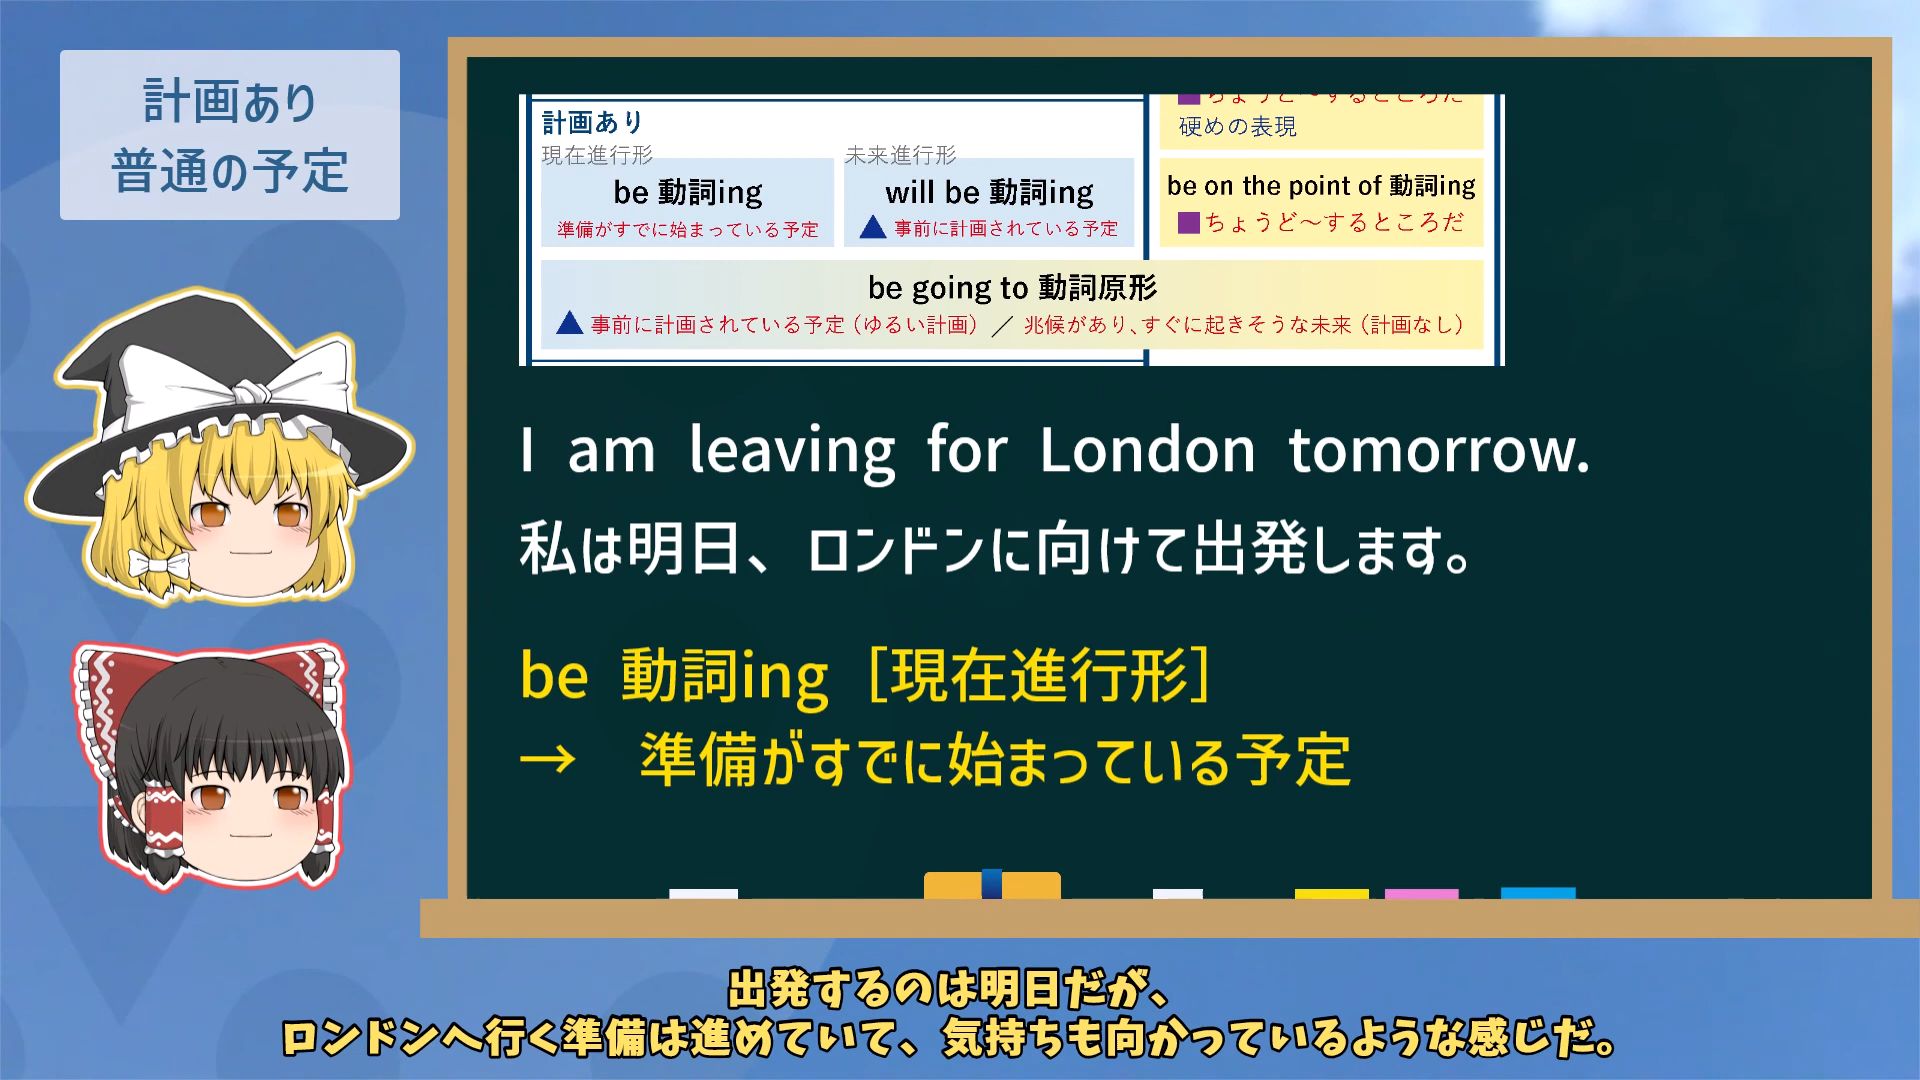 計画あり
普通の予定
計画あり
現在進行形
be 動詞ing
準備がすでに始まっている予定
未来進行形
will be 動詞ing
▲ 事前に計画されている予定
■ ちょうど～するところだ
硬めの表現
be on the point of 動詞ing
■ちょうど～するところだ
be going to 動詞原形
▲ 事前に計画されている予定（ゆるい計画） ／ 兆候があり、すぐに起きそうな未来（計画なし）
I am leaving for London tomorrow.
私は明日、ロンドンに向けて出発します。
be 動詞ing［現在進行形］
→ 準備がすでに始まっている予定
出発するのは明日だが、
ロンドンへ行く準備は進めていて、気持ちも向かっているような感じだ。